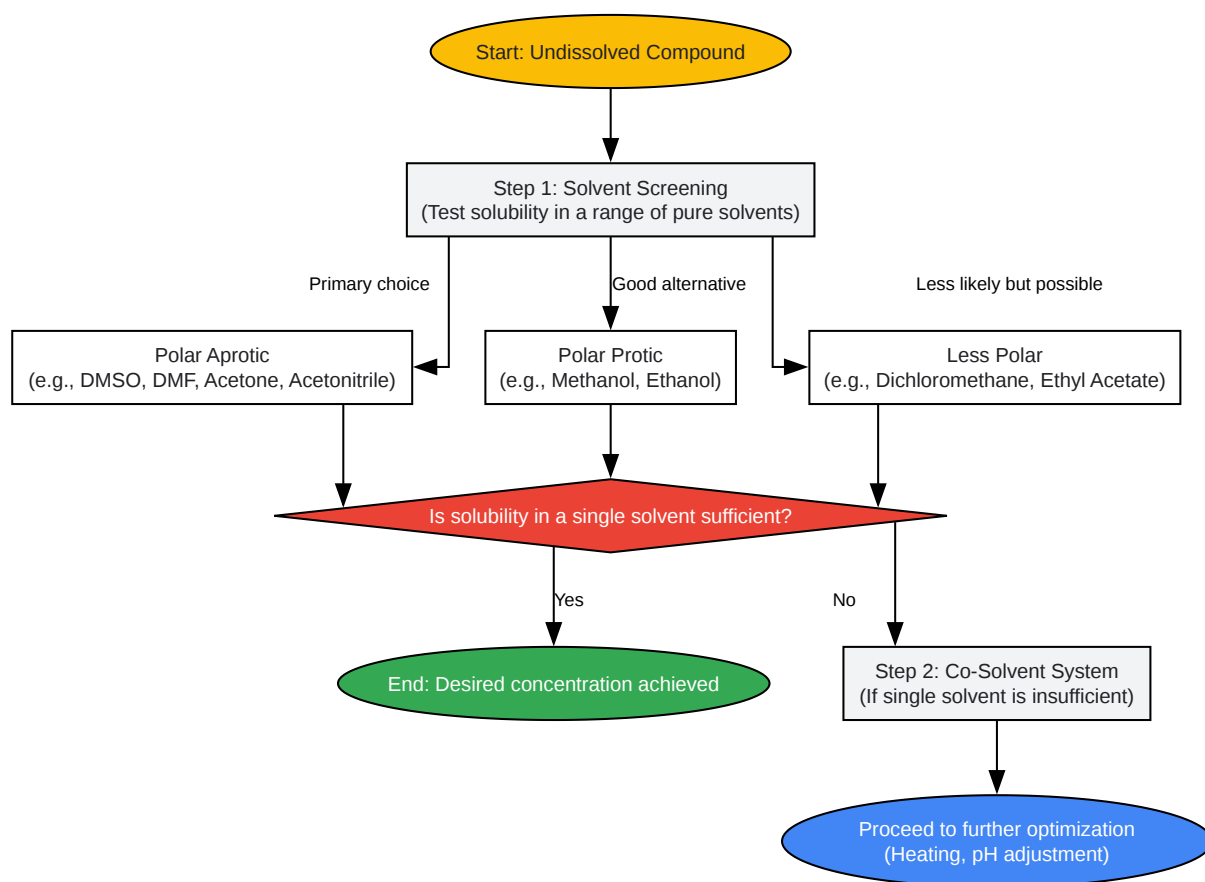 Start: Undissolved Compound
Step 1: Solvent Screening
(Test solubility in a range of pure solvents)
Primary choice
Good alternative
Less likely but possible
Polar Aprotic
(e.g., DMSO, DMF, Acetone, Acetonitrile)
Polar Protic
(e.g., Methanol, Ethanol)
Less Polar
(e.g., Dichloromethane, Ethyl Acetate)
Is solubility in a single solvent sufficient?
Yes
No
End: Desired concentration achieved
Step 2: Co-Solvent System
(If single solvent is insufficient)
Proceed to further optimization
(Heating, pH adjustment)